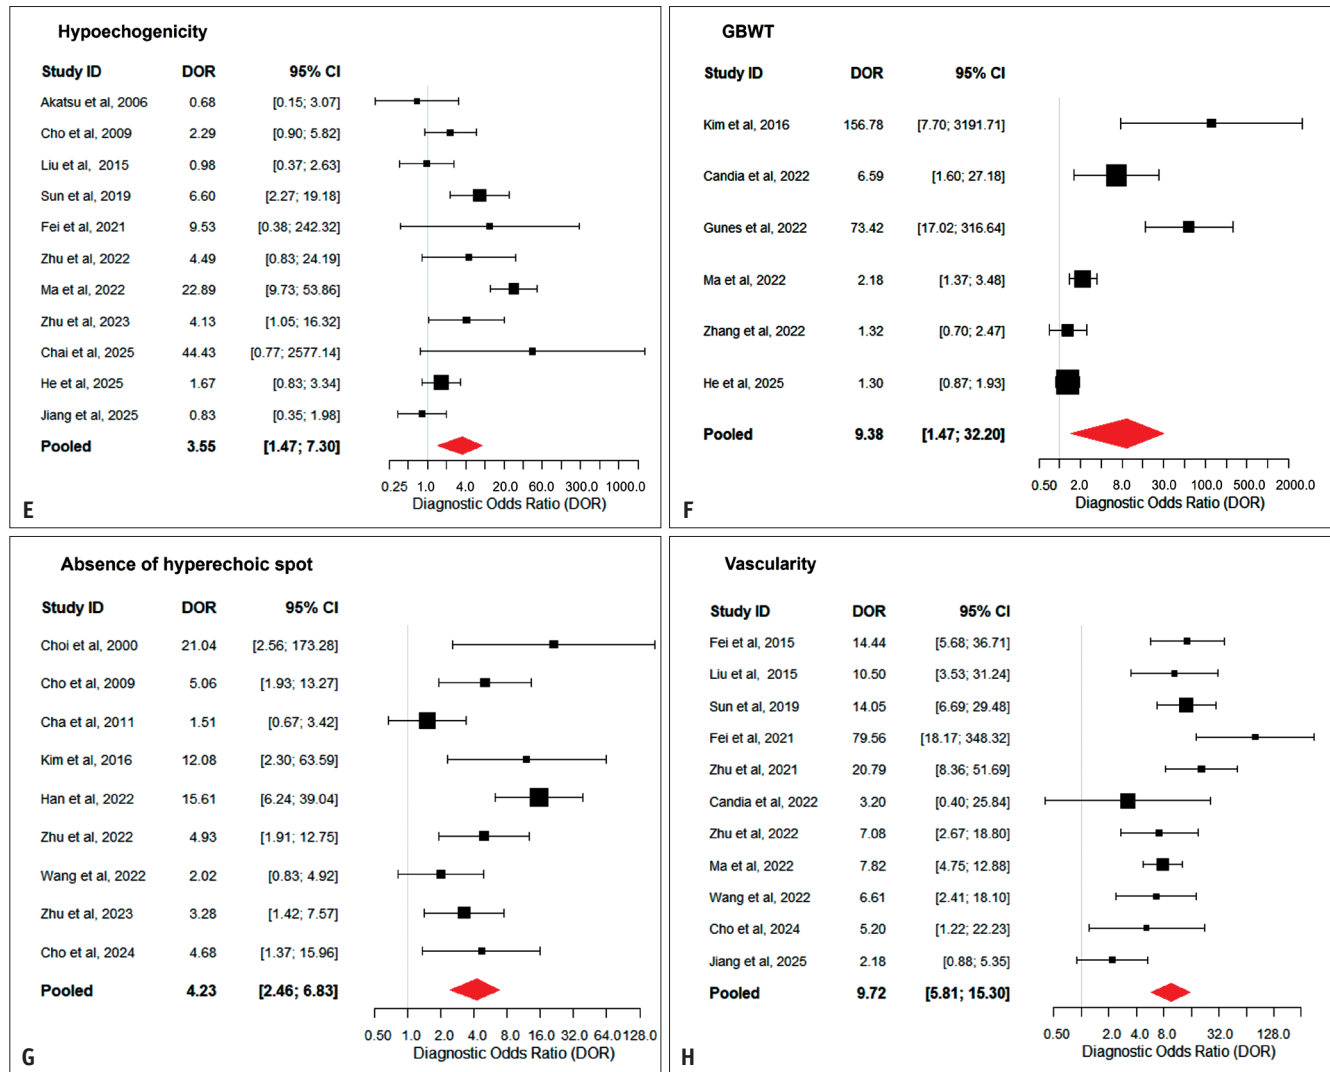 Hypoechogenicity
Study ID DOR 95% CI
Akatsu et al, 2006 0.68 [0.15; 3.07]
Cho et al, 2009 2.29 [0.90; 5.82]
Liu et al, 2015 0.98 [0.37; 2.63]
Sun et al, 2019 6.60 [2.27; 19.18]
Fei et al, 2021 9.53 [0.38; 242.32]
Zhu et al, 2022 4.49 [0.83; 24.19]
Ma et al, 2022 22.89 [9.73; 53.86]
Zhu et al, 2023 4.13 [1.05; 16.32]
Chai et al, 2025 44.43 [0.77; 2577.14]
He et al, 2025 1.67 [0.83; 3.34]
Jiang et al, 2025 0.83 [0.35; 1.98]
Pooled 3.55 [1.47; 7.30]
0.25 1.0 4.0 20.0 60.0 300.0 1000.0
Diagnostic Odds Ratio (DOR)
E
GBWT
Study ID DOR 95% CI
Kim et al, 2016 156.78 [7.70; 3191.71]
Candia et al, 2022 6.59 [1.60; 27.18]
Gunes et al, 2022 73.42 [17.02; 316.64]
Ma et al, 2022 2.18 [1.37; 3.48]
Zhang et al, 2022 1.32 [0.70; 2.47]
He et al, 2025 1.30 [0.87; 1.93]
Pooled 9.38 [1.47; 32.20]
0.50 2.0 8.0 30.0 100.0 500.0 2000.0
Diagnostic Odds Ratio (DOR)
F
Absence of hyperechoic spot
Study ID DOR 95% CI
Choi et al, 2000 21.04 [2.56; 173.28]
Cho et al, 2009 5.06 [1.93; 13.27]
Cha et al, 2011 1.51 [0.67; 3.42]
Kim et al, 2016 12.08 [2.30; 63.59]
Han et al, 2022 15.61 [6.24; 39.04]
Zhu et al, 2022 4.93 [1.91; 12.75]
Wang et al, 2022 2.02 [0.83; 4.92]
Zhu et al, 2023 3.28 [1.42; 7.57]
Cho et al, 2024 4.68 [1.37; 15.96]
Pooled 4.23 [2.46; 6.83]
0.50 1.0 2.0 4.0 8.0 16.0 32.0 64.0 128.0
Diagnostic Odds Ratio (DOR)
G
Vascularity
Study ID DOR 95% CI
Fei et al, 2015 14.44 [5.68; 36.71]
Liu et al, 2015 10.50 [3.53; 31.24]
Sun et al, 2019 14.05 [6.69; 29.48]
Fei et al, 2021 79.56 [18.17; 348.32]
Zhu et al, 2021 20.79 [8.36; 51.69]
Candia et al, 2022 3.20 [0.40; 25.84]
Zhu et al, 2022 7.08 [2.67; 18.80]
Ma et al, 2022 7.82 [4.75; 12.88]
Wang et al, 2022 6.61 [2.41; 18.10]
Cho et al, 2024 5.20 [1.22; 22.23]
Jiang et al, 2025 2.18 [0.88; 5.35]
Pooled 9.72 [5.81; 15.30]
0.50 2.0 4.0 8.0 32.0 128.0
Diagnostic Odds Ratio (DOR)
H